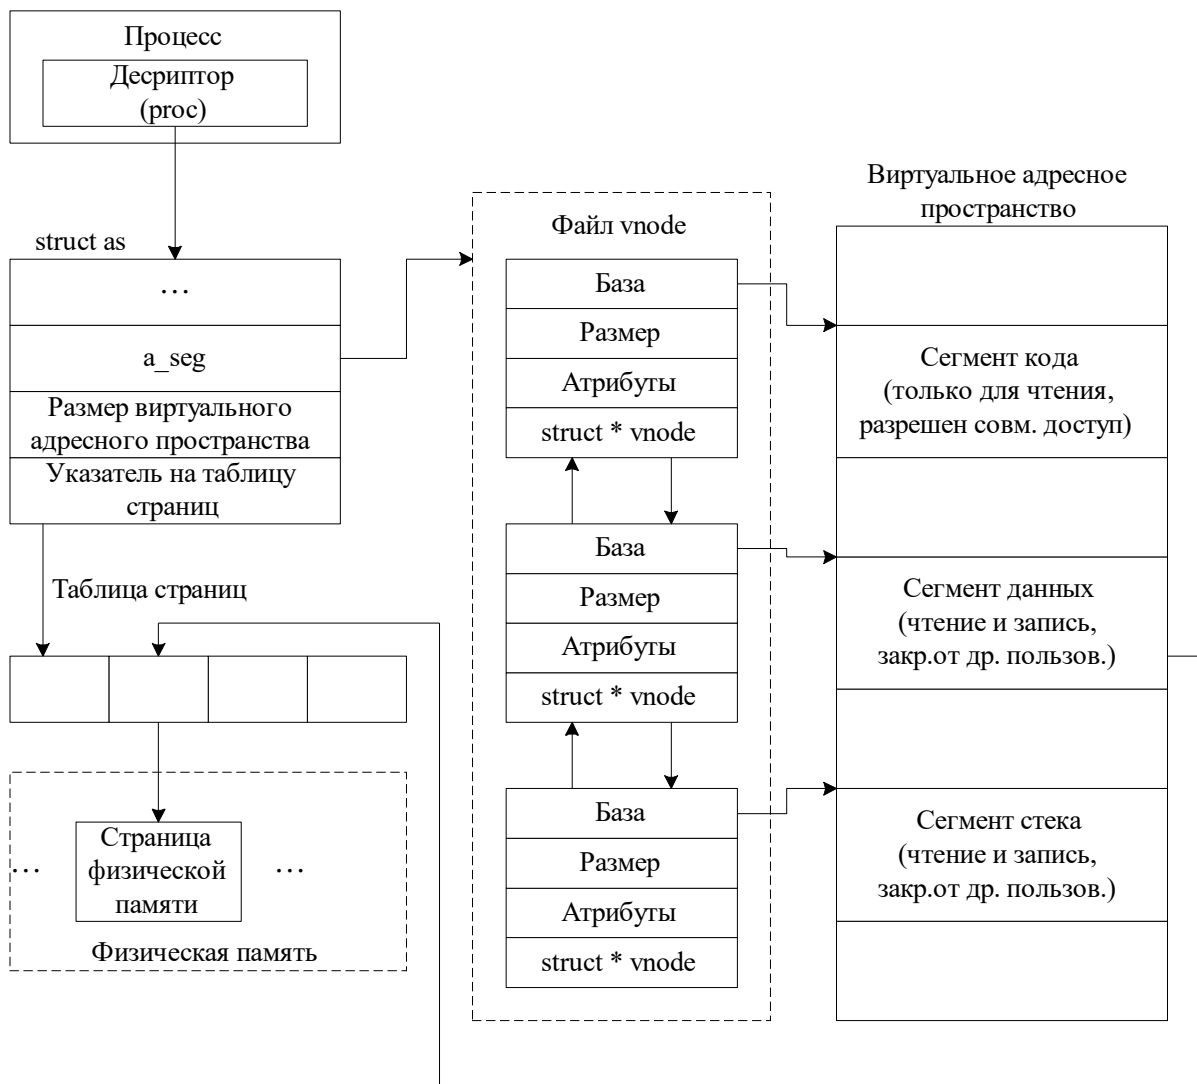 Процесс
Десриптор
(proc)
struct as
…
a_seg
Размер виртуального
адресного пространства
Указатель на таблицу
страниц
Таблица страниц
…
Страница
физической
памяти
…
Физическая память
Файл vnode
База
Размер
Атрибуты
struct * vnode
База
Размер
Атрибуты
struct * vnode
База
Размер
Атрибуты
struct * vnode
Виртуальное адресное
пространство
Сегмент кода
(только для чтения,
разрешен совм. доступ)
Сегмент данных
(чтение и запись,
закр.от др. пользов.)
Сегмент стека
(чтение и запись,
закр.от др. пользов.)